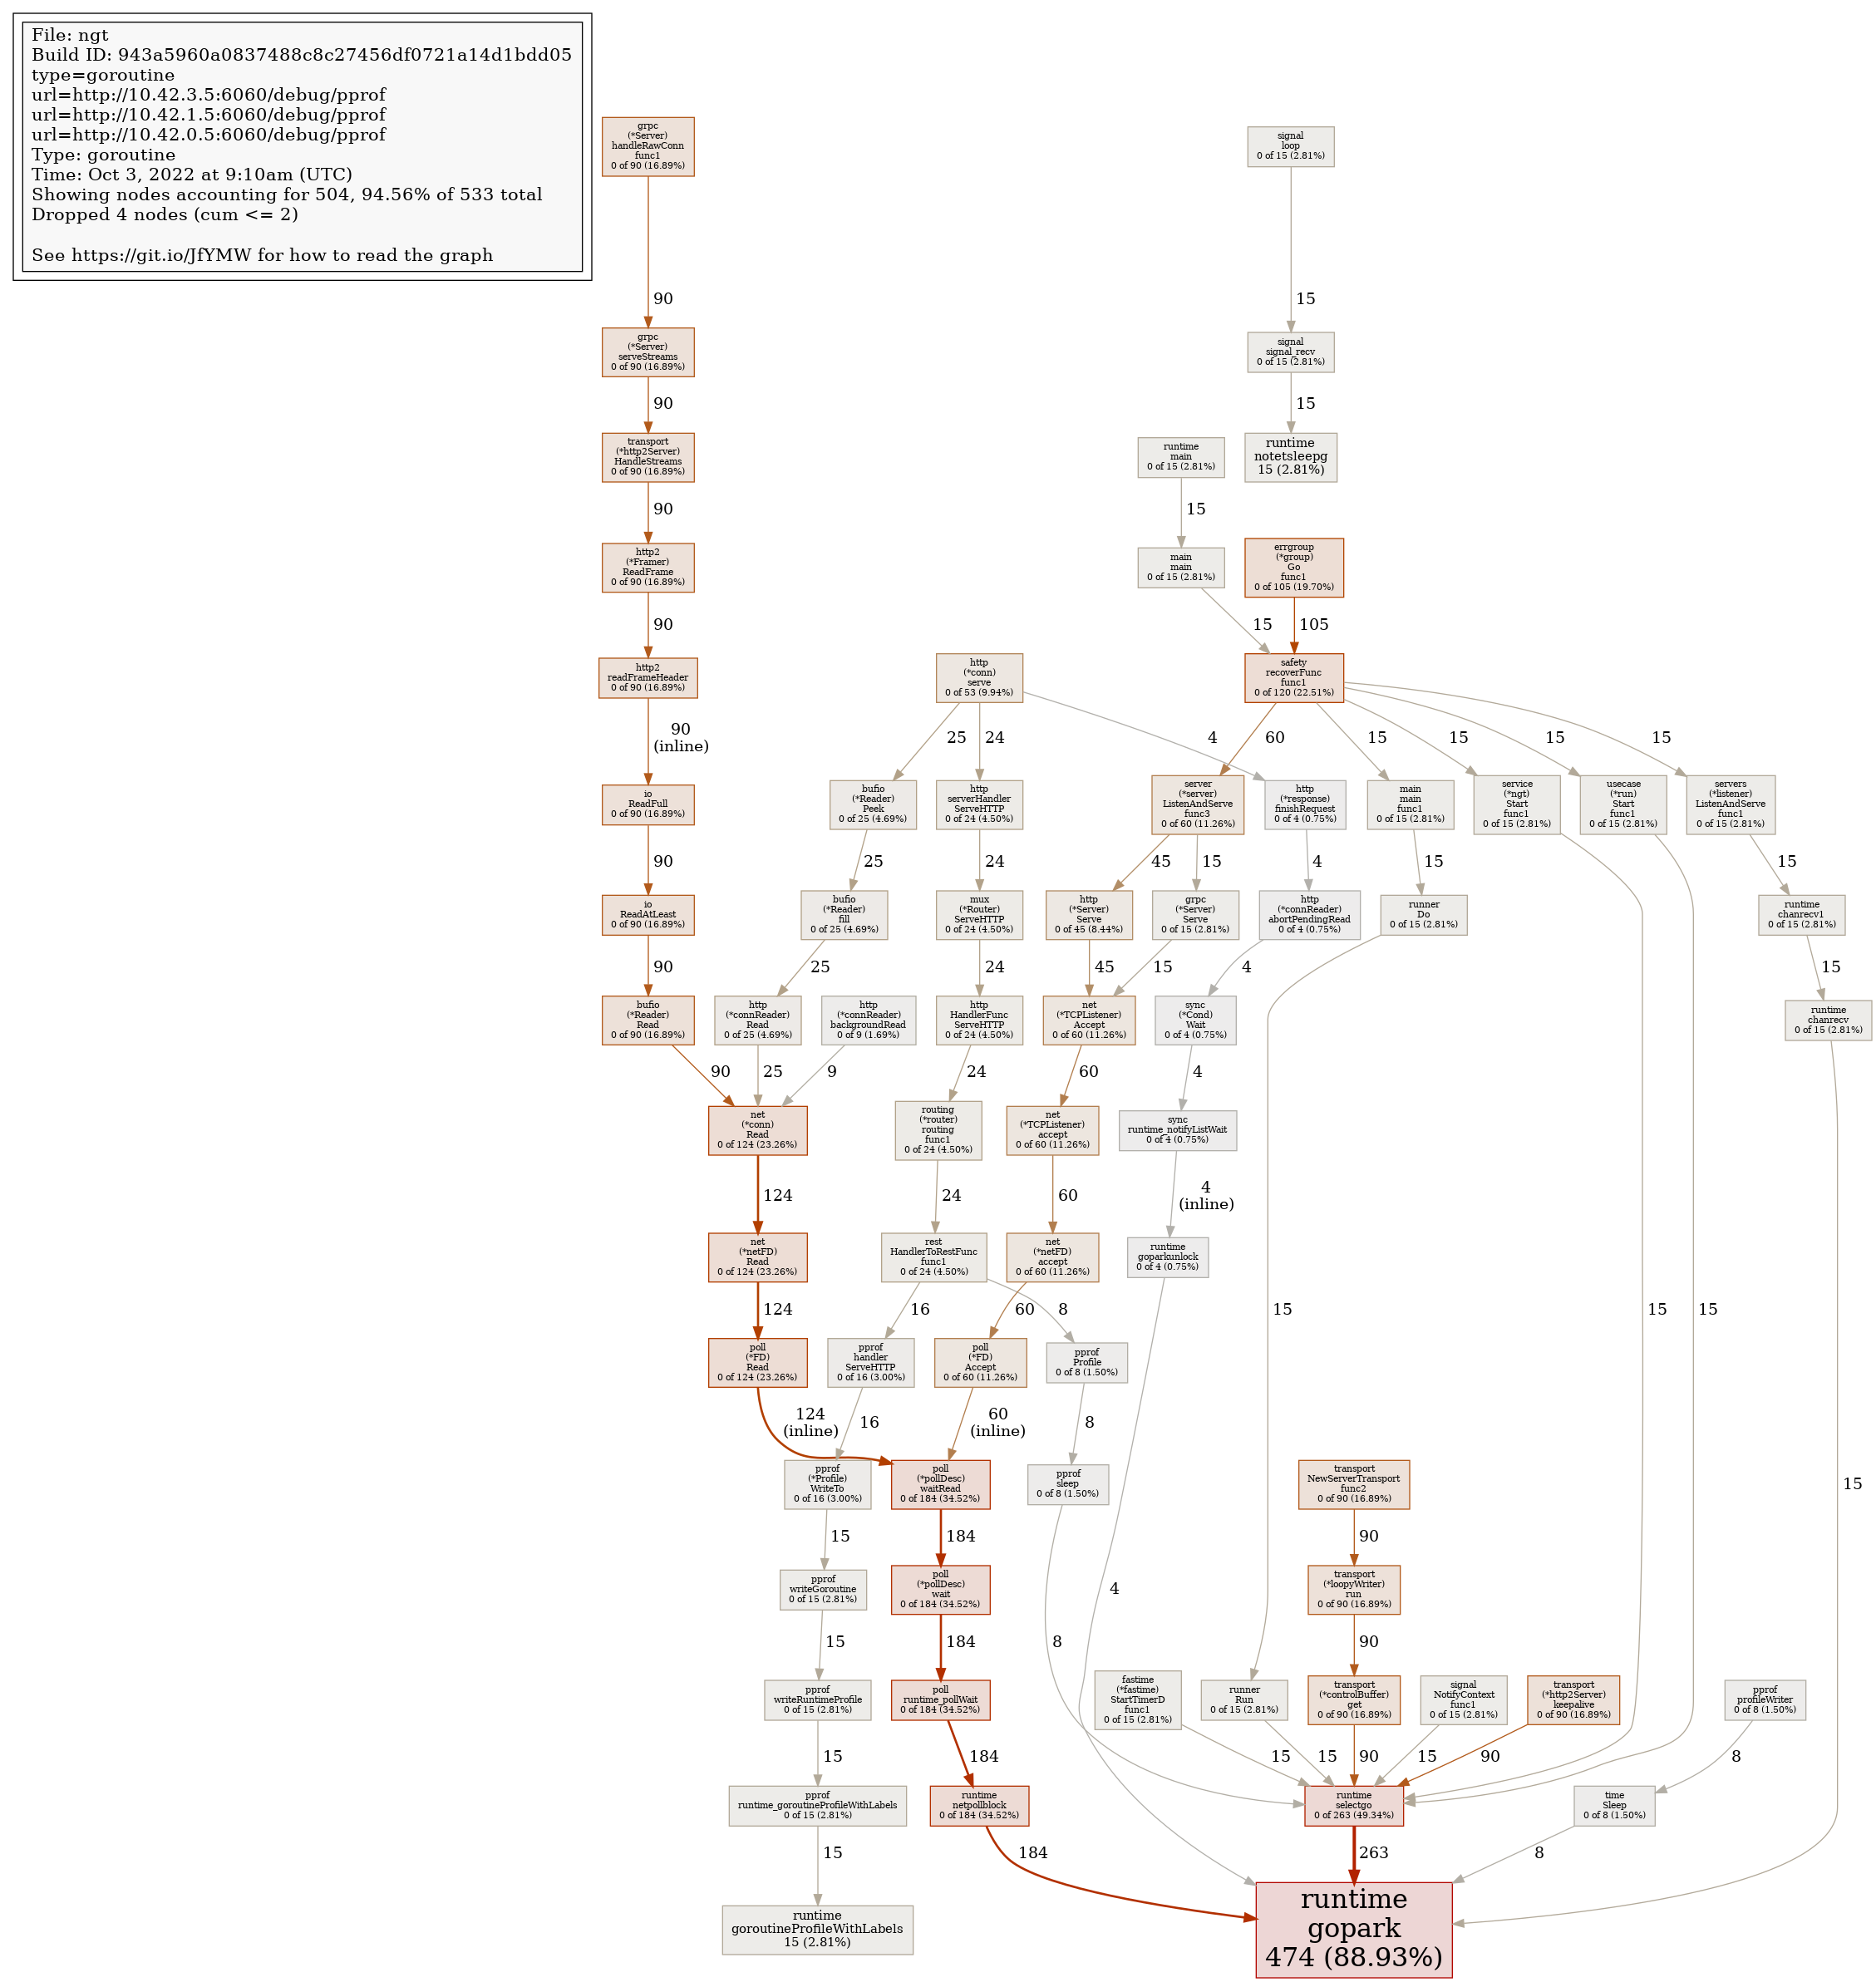 File: ngt
Build ID: 943a5960a0837488c8c27456df0721a14d1bdd05
type=goroutine
url=http://10.42.3.5:6060/debug/pprof
url=http://10.42.1.5:6060/debug/pprof
url=http://10.42.0.5:6060/debug/pprof
Type: goroutine
Time: Oct 3, 2022 at 9:10am (UTC)
Showing nodes accounting for 504, 94.56% of 533 total
Dropped 4 nodes (cum <= 2)
See https://git.io/JfYMW for how to read the graph
grpc
(*Server)
handleRawConn
func1
0 of 90 (16.89%)
90
grpc
(*Server)
serveStreams
0 of 90 (16.89%)
90
transport
(*http2Server)
HandleStreams
0 of 90 (16.89%)
90
http2
(*Framer)
ReadFrame
0 of 90 (16.89%)
90
http2
readFrameHeader
0 of 90 (16.89%)
90
(inline)
io
ReadFull
0 of 90 (16.89%)
90
io
ReadAtLeast
0 of 90 (16.89%)
90
bufio
(*Reader)
Read
0 of 90 (16.89%)
90
signal
loop
0 of 15 (2.81%)
15
signal
signal_recv
0 of 15 (2.81%)
15
runtime
notetsleepg
15 (2.81%)
runtime
main
0 of 15 (2.81%)
15
main
main
0 of 15 (2.81%)
15
errgroup
(*group)
Go
func1
0 of 105 (19.70%)
105
safety
recoverFunc
func1
0 of 120 (22.51%)
60
15
15
15
15
http
(*conn)
serve
0 of 53 (9.94%)
25
24
4
bufio
(*Reader)
Peek
0 of 25 (4.69%)
25
bufio
(*Reader)
fill
0 of 25 (4.69%)
25
http
(*connReader)
Read
0 of 25 (4.69%)
25
http
(*connReader)
backgroundRead
0 of 9 (1.69%)
9
http
serverHandler
ServeHTTP
0 of 24 (4.50%)
24
mux
(*Router)
ServeHTTP
0 of 24 (4.50%)
24
http
HandlerFunc
ServeHTTP
0 of 24 (4.50%)
24
routing
(*router)
routing
func1
0 of 24 (4.50%)
24
rest
HandlerToRestFunc
func1
0 of 24 (4.50%)
16
8
server
(*server)
ListenAndServe
func3
0 of 60 (11.26%)
45
15
http
(*response)
finishRequest
0 of 4 (0.75%)
4
main
main
func1
0 of 15 (2.81%)
15
service
(*ngt)
Start
func1
0 of 15 (2.81%)
15
usecase
(*run)
Start
func1
0 of 15 (2.81%)
15
servers
(*listener)
ListenAndServe
func1
0 of 15 (2.81%)
15
http
(*Server)
Serve
0 of 45 (8.44%)
45
grpc
(*Server)
Serve
0 of 15 (2.81%)
15
http
(*connReader)
abortPendingRead
0 of 4 (0.75%)
4
runner
Do
0 of 15 (2.81%)
15
runtime
chanrecv1
0 of 15 (2.81%)
15
runtime
chanrecv
0 of 15 (2.81%)
15
net
(*TCPListener)
Accept
0 of 60 (11.26%)
60
net
(*TCPListener)
accept
0 of 60 (11.26%)
60
net
(*netFD)
accept
0 of 60 (11.26%)
60
poll
(*FD)
Accept
0 of 60 (11.26%)
60
(inline)
sync
(*Cond)
Wait
0 of 4 (0.75%)
4
sync
runtime_notifyListWait
0 of 4 (0.75%)
4
(inline)
runtime
goparkunlock
0 of 4 (0.75%)
4
net
(*conn)
Read
0 of 124 (23.26%)
124
net
(*netFD)
Read
0 of 124 (23.26%)
124
poll
(*FD)
Read
0 of 124 (23.26%)
124
(inline)
pprof
handler
ServeHTTP
0 of 16 (3.00%)
16
pprof
(*Profile)
WriteTo
0 of 16 (3.00%)
15
pprof
writeGoroutine
0 of 15 (2.81%)
15
pprof
writeRuntimeProfile
0 of 15 (2.81%)
15
pprof
runtime_goroutineProfileWithLabels
0 of 15 (2.81%)
15
runtime
goroutineProfileWithLabels
15 (2.81%)
pprof
Profile
0 of 8 (1.50%)
8
pprof
sleep
0 of 8 (1.50%)
8
poll
(*pollDesc)
waitRead
0 of 184 (34.52%)
184
poll
(*pollDesc)
wait
0 of 184 (34.52%)
184
poll
runtime_pollWait
0 of 184 (34.52%)
184
runtime
netpollblock
0 of 184 (34.52%)
184
transport
NewServerTransport
func2
0 of 90 (16.89%)
90
transport
(*loopyWriter)
run
0 of 90 (16.89%)
90
fastime
(*fastime)
StartTimerD
func1
0 of 15 (2.81%)
15
runner
Run
0 of 15 (2.81%)
15
transport
(*controlBuffer)
get
0 of 90 (16.89%)
90
signal
NotifyContext
func1
0 of 15 (2.81%)
15
transport
(*http2Server)
keepalive
0 of 90 (16.89%)
90
pprof
profileWriter
0 of 8 (1.50%)
8
runtime
selectgo
0 of 263 (49.34%)
263
time
Sleep
0 of 8 (1.50%)
8
runtime
gopark
474 (88.93%)